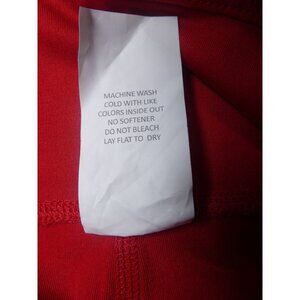 MACHINE WASH
COLD WITH LIKE
COLORS INSIDE OUT
NO SOFTENER
DO NOT BLEACH
LAY FLAT TO DRY